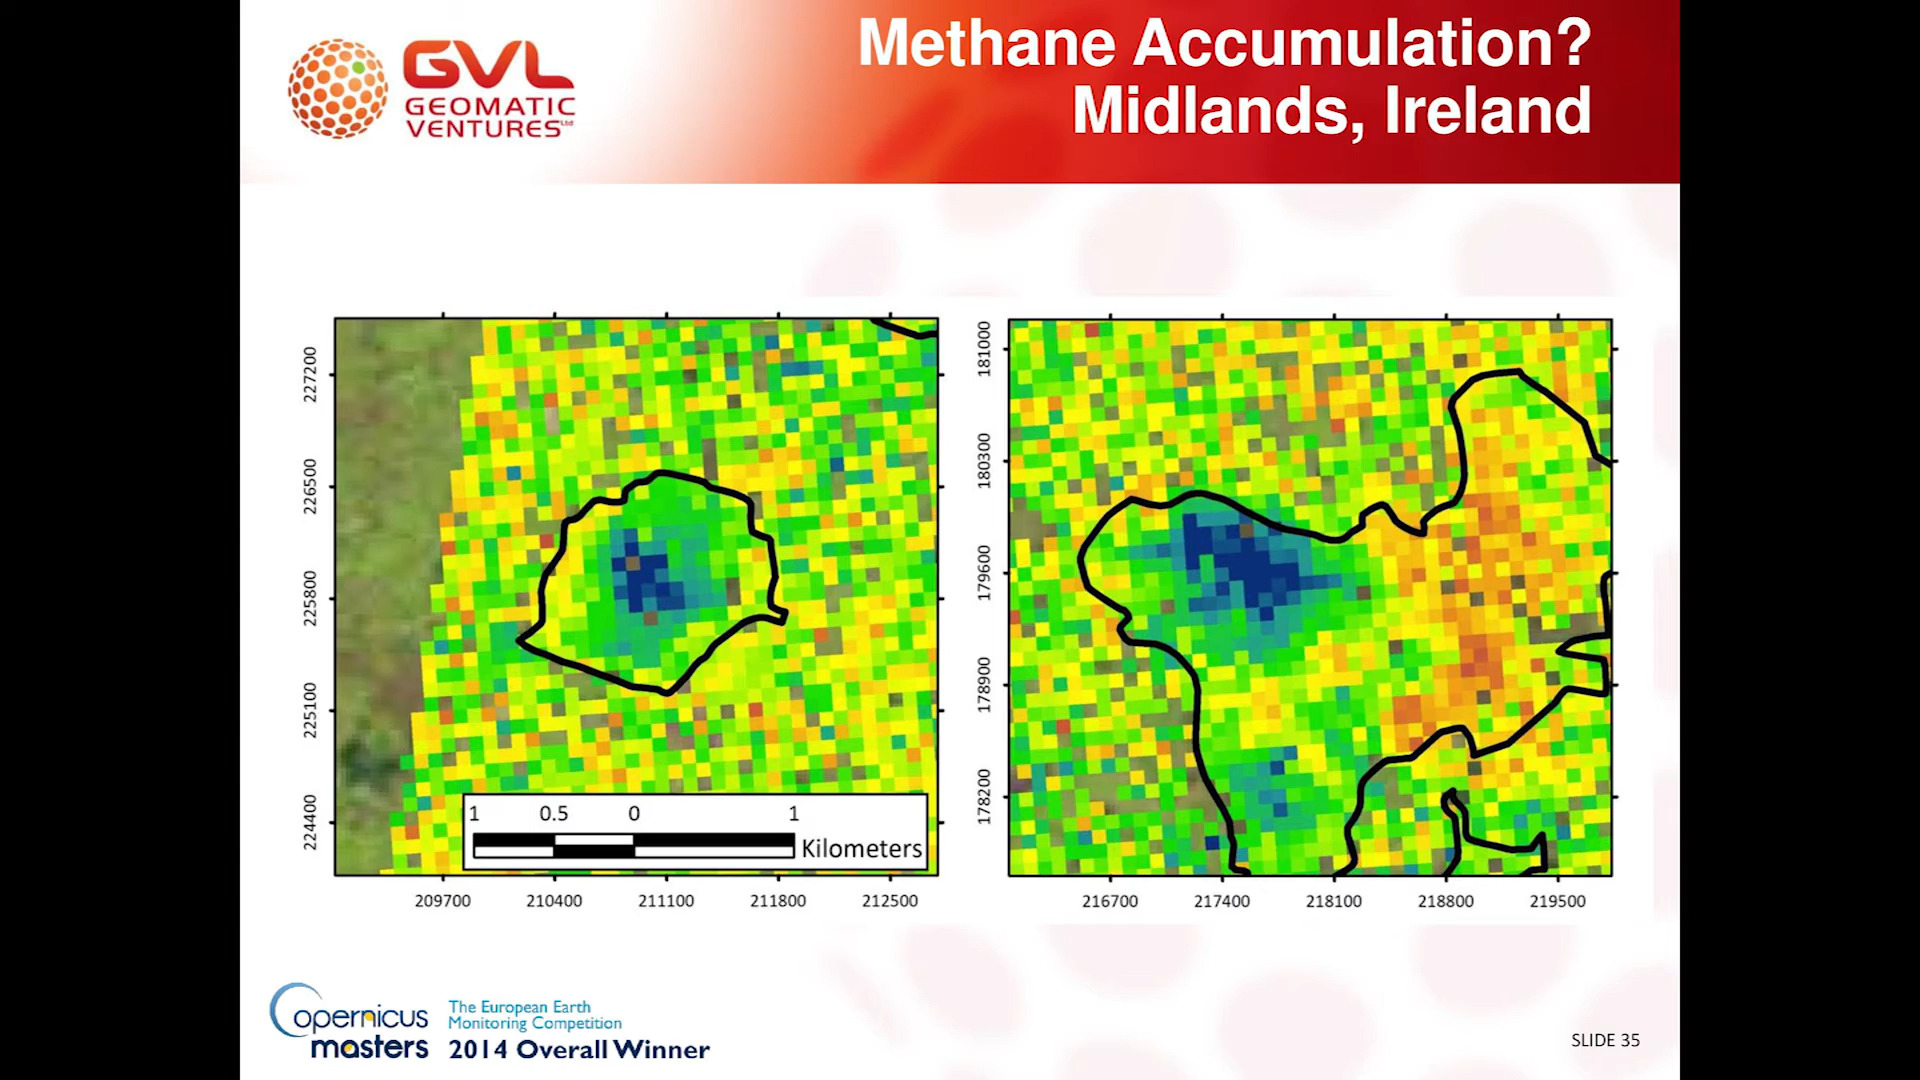 GVL
GEOMATIC
VENTURES Ltd
Methane Accumulation?
Midlands, Ireland
227200
226500
225800
225100
224400
209700
210400
211100
211800
212500
1 0.5 0 1
Kilometers
181000
180300
179600
178900
178200
216700
217400
218100
218800
219500
Copernicus
masters
The European Earth
Monitoring Competition
2014 Overall Winner
SLIDE 35